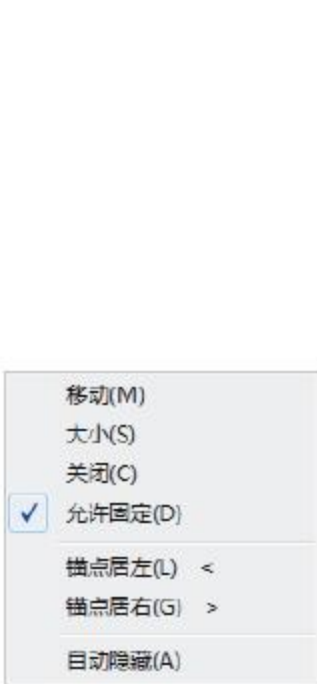 移动(M)
大小(S)
关闭(C)
允许固定(D)
锚点居左(L) <
锚点居右(G) >
自动隐藏(A)